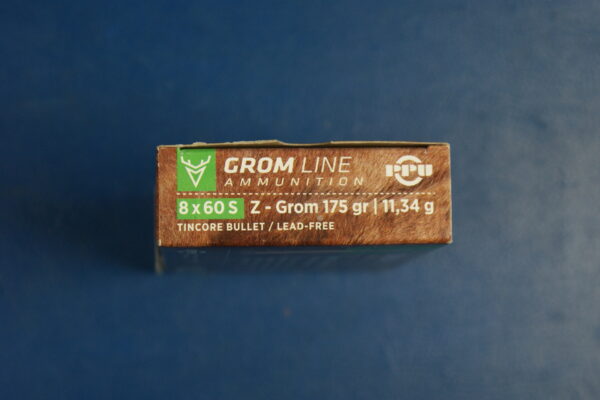 GROM LINE
AMMUNITION
PPU
8 x 60 S Z - Grom 175 gr | 11,34 g
TINCORE BULLET / LEAD-FREE